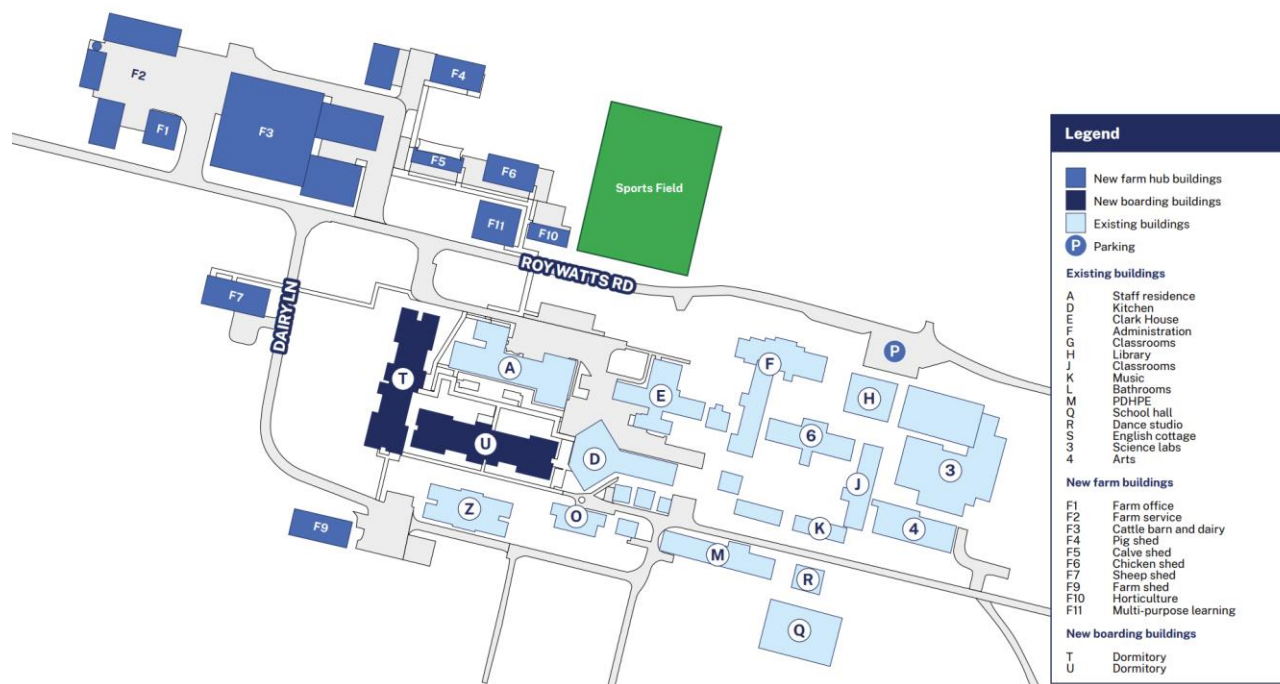 F2
F4
F1
F3
F5
F6
Sports Field
F11
F10
ROY WATTS RD
F7
DAIRY LN
P
F
A
T
E
H
6
U
D
3
J
Z
O
K
4
F9
M
R
Q
Legend
New farm hub buildings
New boarding buildings
Existing buildings
P Parking
Existing buildings
A Staff residence
D Kitchen
E Clark House
F Administration
G Classrooms
H Library
J Classrooms
K Music
L Bathrooms
M PDHPE
Q School hall
R Dance studio
S English cottage
3 Science labs
4 Arts
New farm buildings
F1 Farm office
F2 Farm service
F3 Cattle barn and dairy
F4 Pig shed
F5 Calve shed
F6 Chicken shed
F7 Sheep shed
F9 Farm shed
F10 Horticulture
F11 Multi-purpose learning
New boarding buildings
T Dormitory
U Dormitory